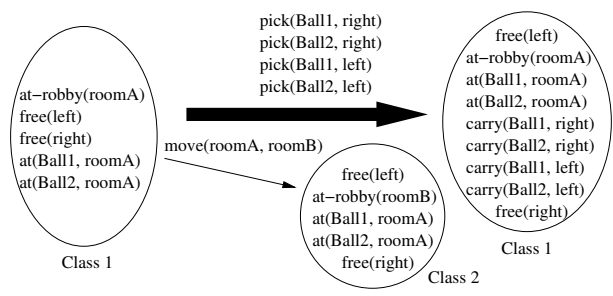 at−robby(roomA)
free(left)
free(right)
at(Ball1, roomA)
at(Ball2, roomA)
Class 1
pick(Ball1, right)
pick(Ball2, right)
pick(Ball1, left)
pick(Ball2, left)
move(roomA, roomB)
free(left)
at−robby(roomB)
at(Ball1, roomA)
at(Ball2, roomA)
free(right)
Class 2
free(left)
at−robby(roomA)
at(Ball1, roomA)
at(Ball2, roomA)
carry(Ball1, right)
carry(Ball2, right)
carry(Ball1, left)
carry(Ball2, left)
free(right)
Class 1